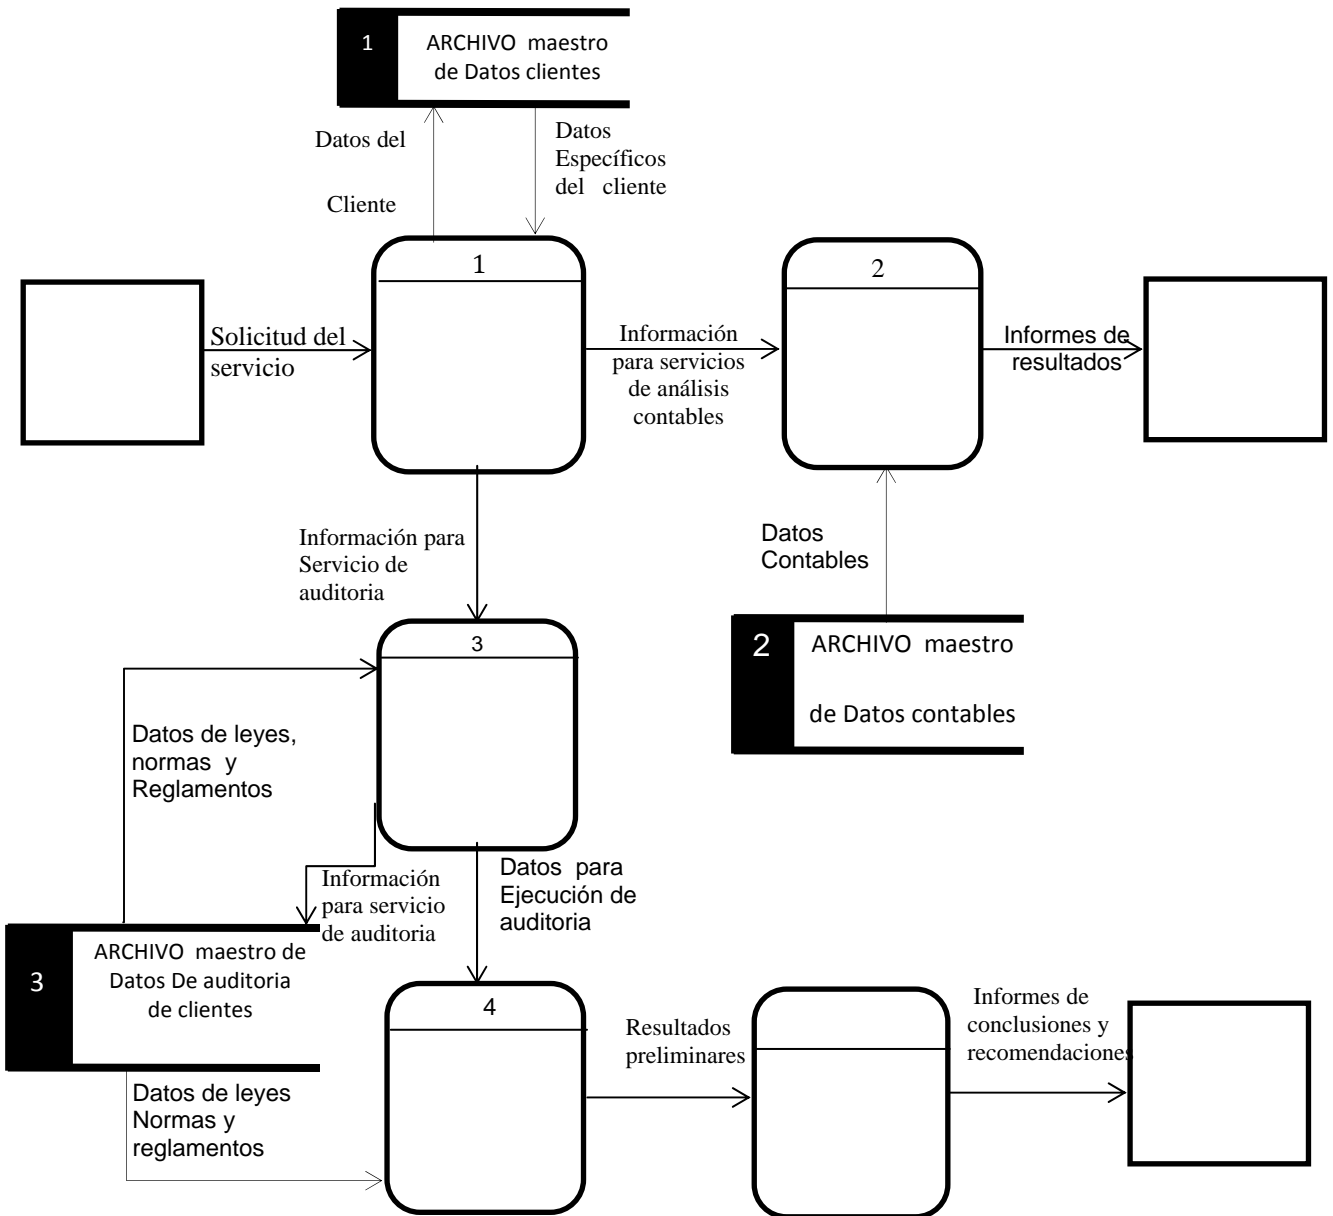 1
ARCHIVO maestro
de Datos clientes
Datos del
Cliente
Datos
Específicos
del cliente
1
2
Solicitud del
servicio
Información
para servicios
de análisis
contables
Informes de
resultados
Información para
Servicio de
auditoria
Datos
Contables
2
ARCHIVO maestro
de Datos contables
3
Datos de leyes,
normas y
Reglamentos
Información
para servicio
de auditoria
Datos para
Ejecución de
auditoria
3
ARCHIVO maestro de
Datos De auditoria
de clientes
4
Resultados
preliminares
Informes de
conclusiones y
recomendaciones
Datos de leyes
Normas y
reglamentos